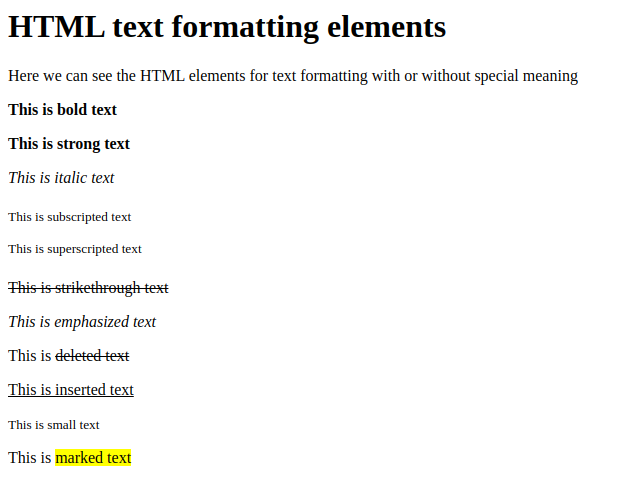 HTML text formatting elements
Here we can see the HTML elements for text formatting with or without special meaning
This is bold text
This is strong text
This is italic text
This is subscripted text
This is superscripted text
This is strikethrough text
This is emphasized text
This is deleted text
This is inserted text
This is small text
This is marked text